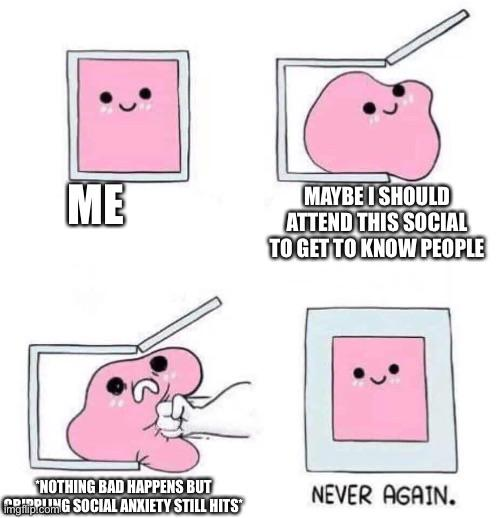 ME
MAYBE I SHOULD
ATTEND THIS SOCIAL
TO GET TO KNOW PEOPLE
*NOTHING BAD HAPPENS BUT
CRIPPLING SOCIAL ANXIETY STILL HITS*
imgflip.com
NEVER AGAIN.